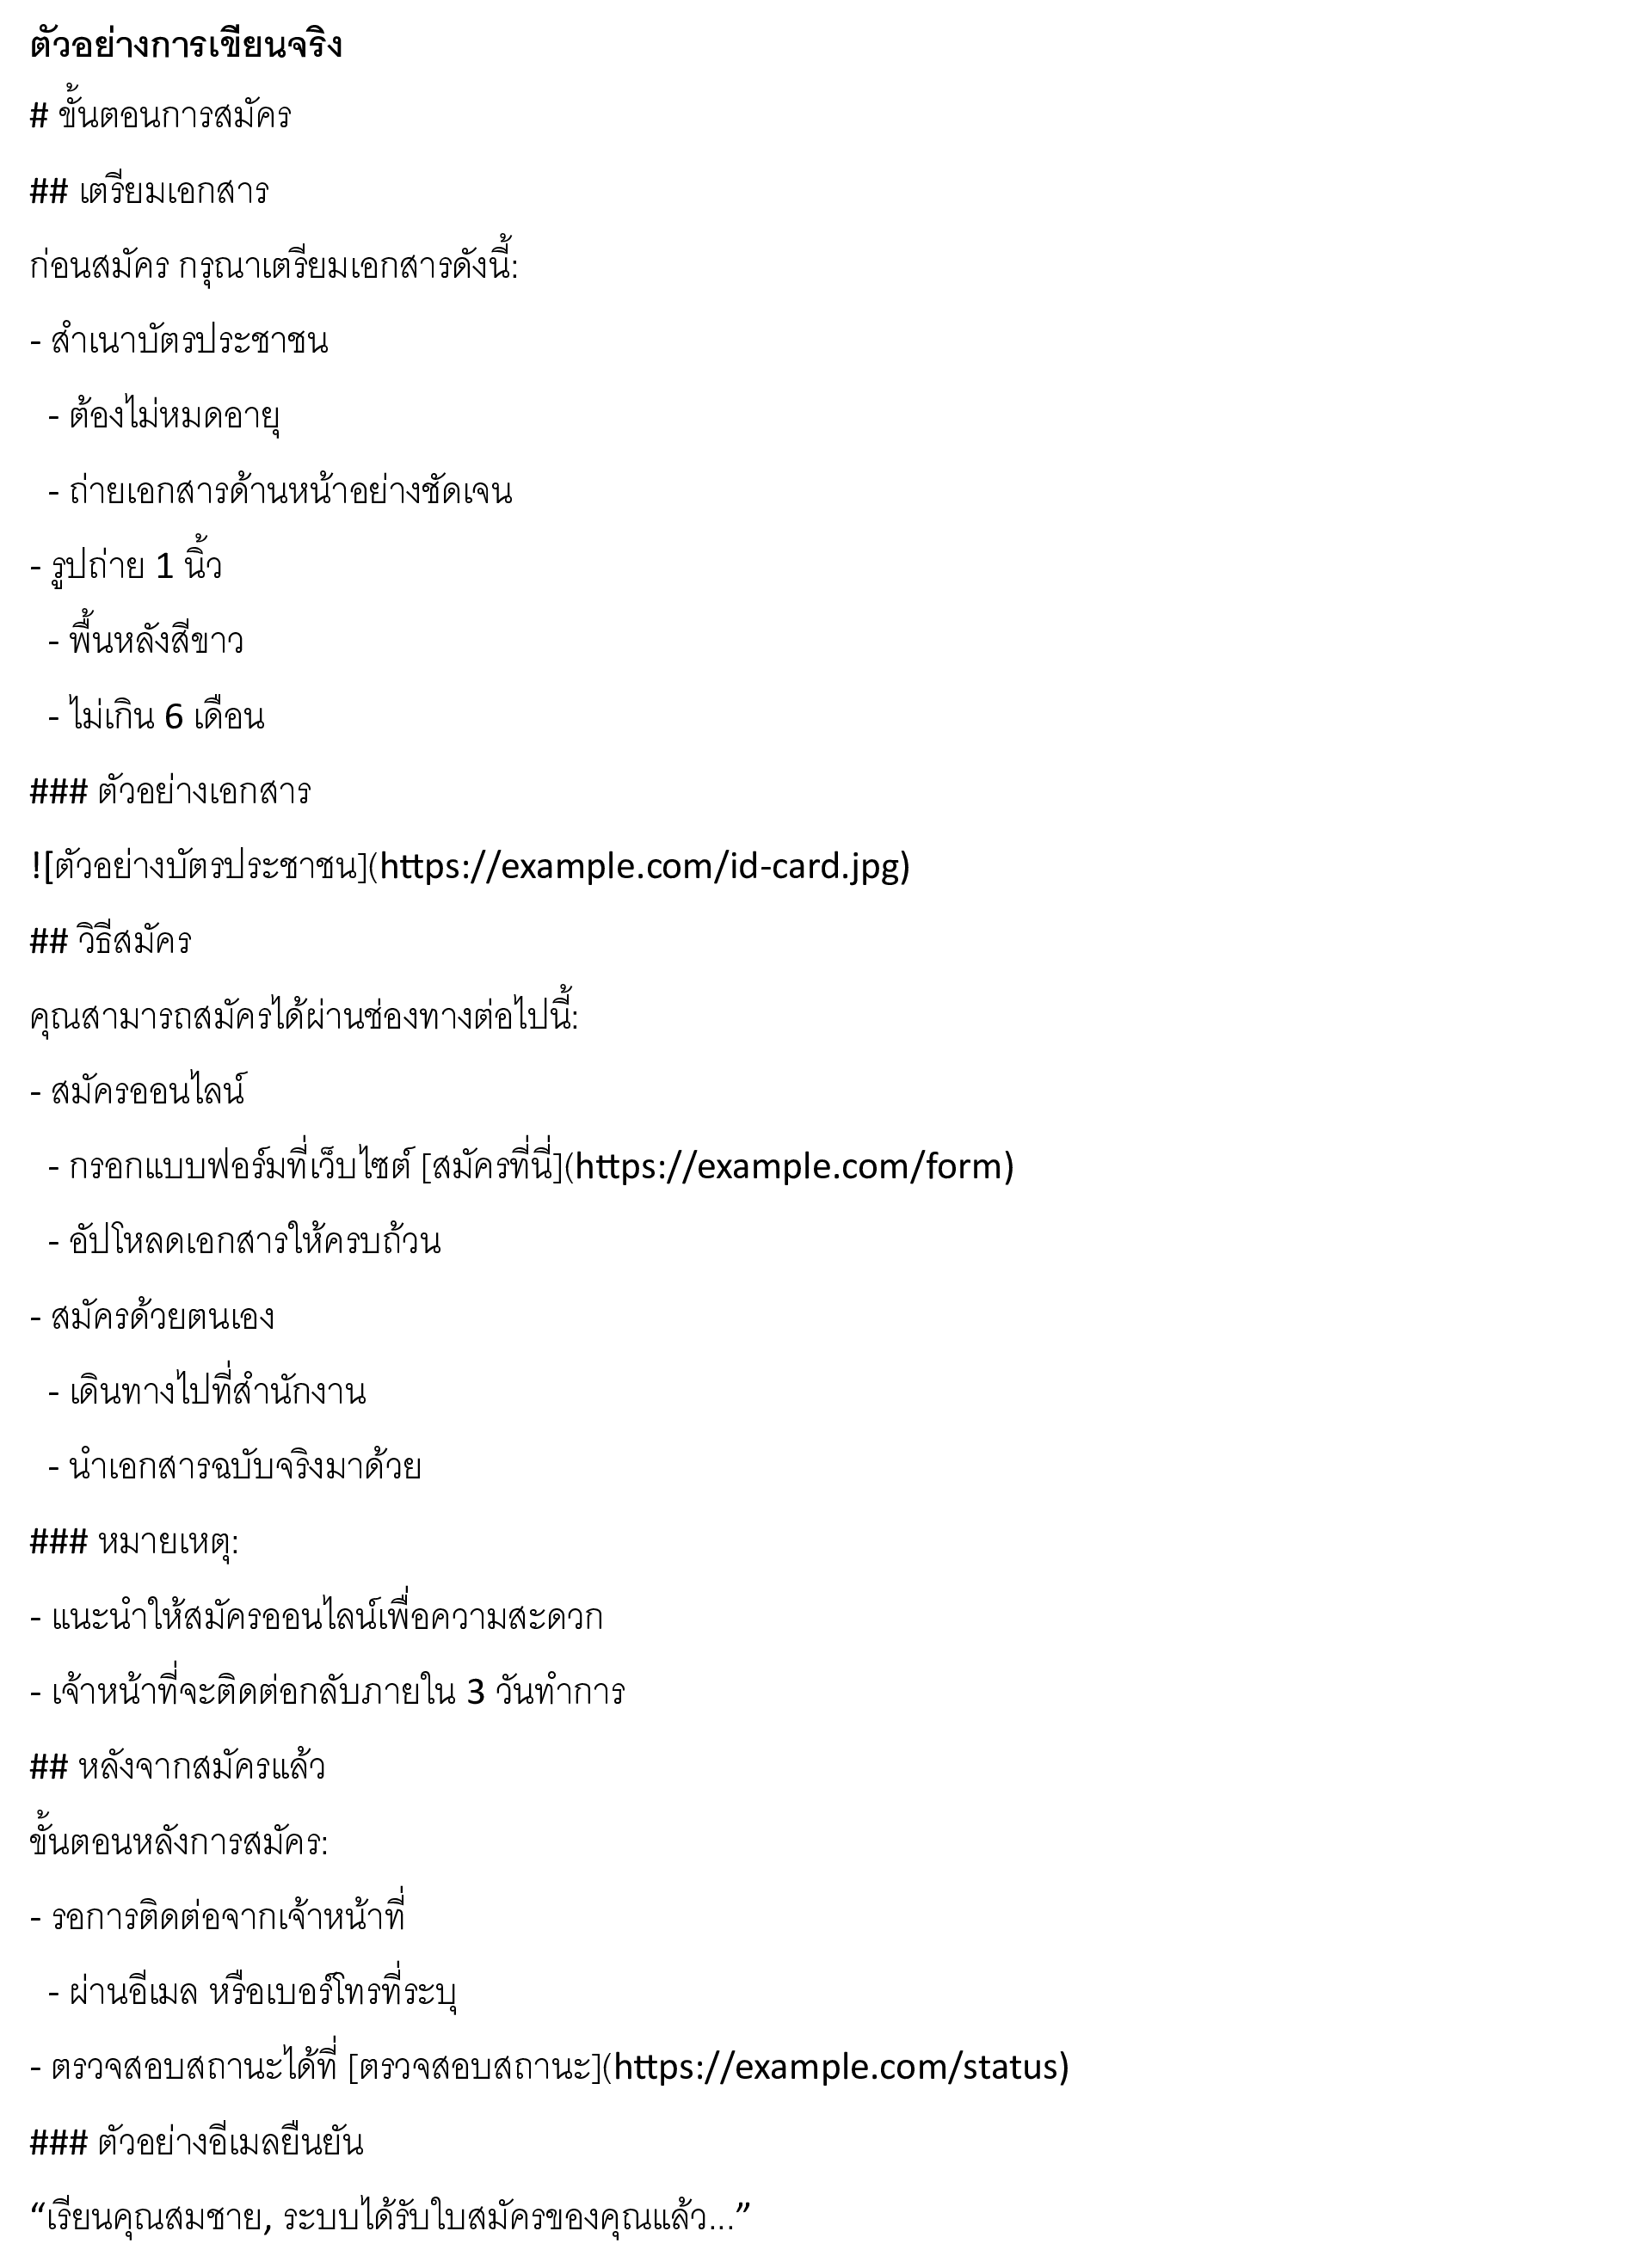 ตัวอย่างการเขียนจริง
# ขั้นตอนการสมัคร
## เตรียมเอกสาร
ก่อนสมัคร กรุณาเตรียมเอกสารดังนี้:
- สำเนาบัตรประชาชน
  - ต้องไม่หมดอายุ
  - ถ่ายเอกสารด้านหน้าอย่างชัดเจน
- รูปถ่าย 1 นิ้ว
  - พื้นหลังสีขาว
  - ไม่เกิน 6 เดือน
### ตัวอย่างเอกสาร
![ตัวอย่างบัตรประชาชน](https://example.com/id-card.jpg)
## วิธีสมัคร
คุณสามารถสมัครได้ผ่านช่องทางต่อไปนี้:
- สมัครออนไลน์
  - กรอกแบบฟอร์มที่เว็บไซต์ [สมัครที่นี่](https://example.com/form)
  - อัปโหลดเอกสารให้ครบถ้วน
- สมัครด้วยตนเอง
  - เดินทางไปที่สำนักงาน
  - นำเอกสารฉบับจริงมาด้วย
### หมายเหตุ:
- แนะนำให้สมัครออนไลน์เพื่อความสะดวก
- เจ้าหน้าที่จะติดต่อกลับภายใน 3 วันทำการ
## หลังจากสมัครแล้ว
ขั้นตอนหลังการสมัคร:
- รอการติดต่อจากเจ้าหน้าที่
  - ผ่านอีเมล หรือเบอร์โทรที่ระบุ
- ตรวจสอบสถานะได้ที่ [ตรวจสอบสถานะ](https://example.com/status)
### ตัวอย่างอีเมลยืนยัน
“เรียนคุณสมชาย, ระบบได้รับใบสมัครของคุณแล้ว...”